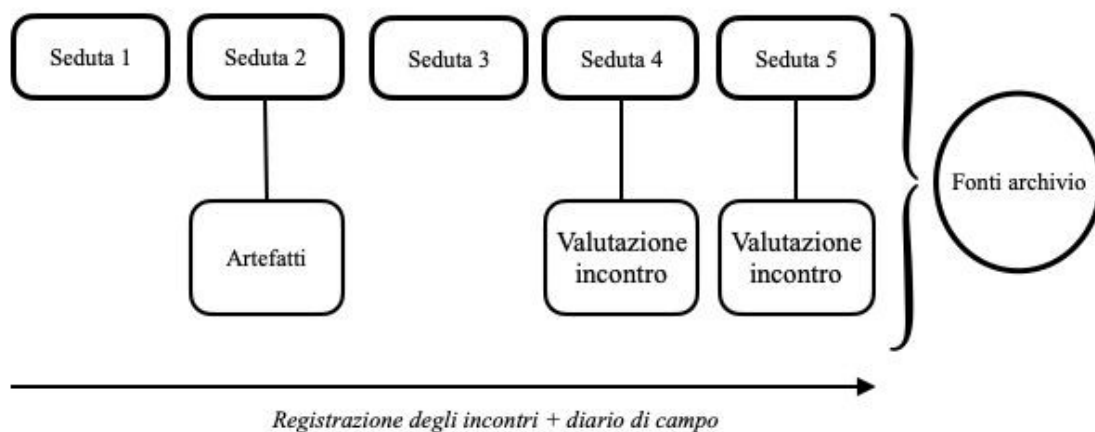 Seduta 1
Seduta 2
Seduta 3
Seduta 4
Seduta 5
Fonti archivio
Artefatti
Valutazione
incontro
Valutazione
incontro
Registrazione degli incontri + diario di campo